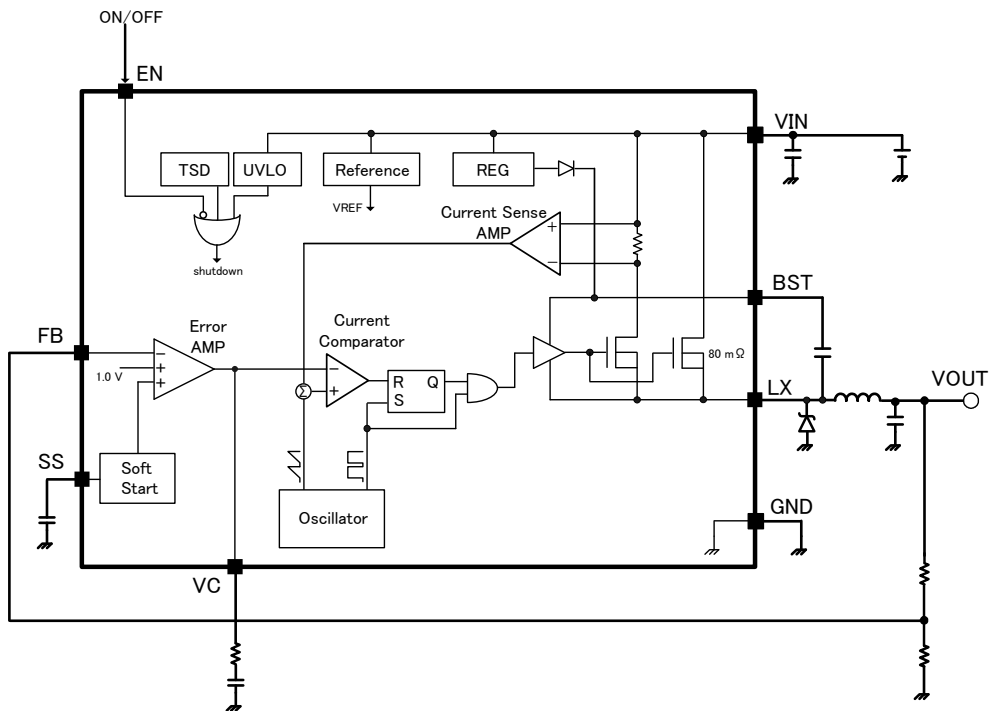 ON/OFF
EN
VIN
TSD
UVLO
Reference
REG
VREF
Current Sense
AMP
+
−
shutdown
BST
FB
Error
AMP
Current
Comparator
80 mΩ
−
+
+
1.0 V
−
+
Σ
R
Q
S
LX
VOUT
SS
Soft
Start
Oscillator
GND
VC